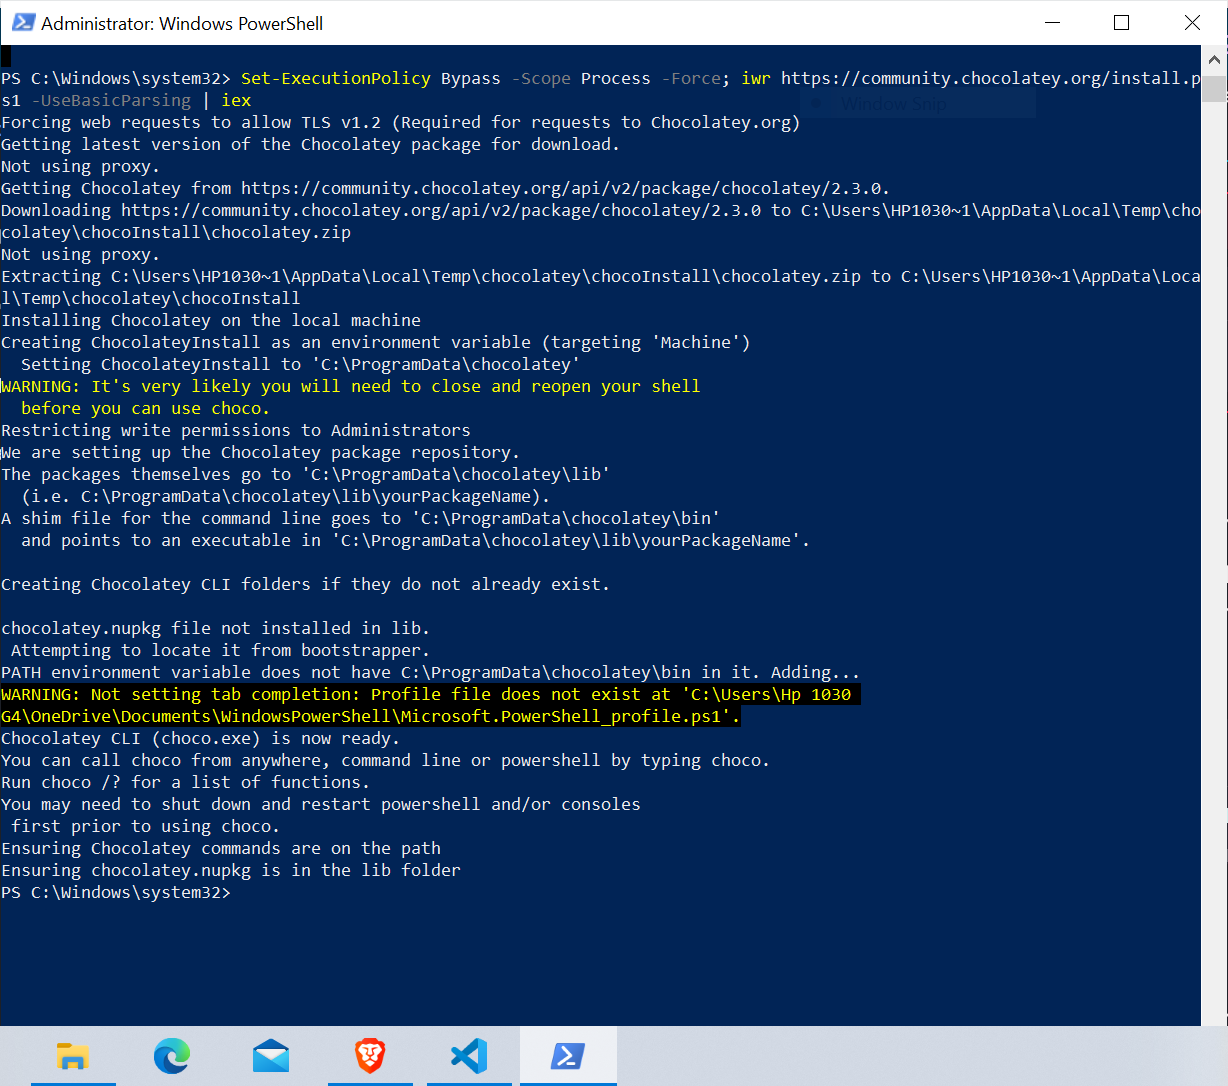 Administrator: Windows PowerShell
PS C:\Windows\system32> Set-ExecutionPolicy Bypass -Scope Process -Force; iwr https://community.chocolatey.org/install.p
s1 -UseBasicParsing | iex
Window Snip
Forcing web requests to allow TLS v1.2 (Required for requests to Chocolatey.org)
Getting latest version of the Chocolatey package for download.
Not using proxy.
Getting Chocolatey from https://community.chocolatey.org/api/v2/package/chocolatey/2.3.0.
Downloading https://community.chocolatey.org/api/v2/package/chocolatey/2.3.0 to C:\Users\HP1030~1\AppData\Local\Temp\cho
colatey\chocoInstall\chocolatey.zip
Not using proxy.
Extracting C:\Users\HP1030~1\AppData\Local\Temp\chocolatey\chocoInstall\chocolatey.zip to C:\Users\HP1030~1\AppData\Loca
l\Temp\chocolatey\chocoInstall
Installing Chocolatey on the local machine
Creating ChocolateyInstall as an environment variable (targeting 'Machine')
  Setting ChocolateyInstall to 'C:\ProgramData\chocolatey'
WARNING: It's very likely you will need to close and reopen your shell
  before you can use choco.
Restricting write permissions to Administrators
We are setting up the Chocolatey package repository.
The packages themselves go to 'C:\ProgramData\chocolatey\lib'
  (i.e. C:\ProgramData\chocolatey\lib\yourPackageName).
A shim file for the command line goes to 'C:\ProgramData\chocolatey\bin'
  and points to an executable in 'C:\ProgramData\chocolatey\lib\yourPackageName'.
Creating Chocolatey CLI folders if they do not already exist.
chocolatey.nupkg file not installed in lib.
 Attempting to locate it from bootstrapper.
PATH environment variable does not have C:\ProgramData\chocolatey\bin in it. Adding...
WARNING: Not setting tab completion: Profile file does not exist at 'C:\Users\Hp 1030
G4\OneDrive\Documents\WindowsPowerShell\Microsoft.PowerShell_profile.ps1'.
Chocolatey CLI (choco.exe) is now ready.
You can call choco from anywhere, command line or powershell by typing choco.
Run choco /? for a list of functions.
You may need to shut down and restart powershell and/or consoles
 first prior to using choco.
Ensuring Chocolatey commands are on the path
Ensuring chocolatey.nupkg is in the lib folder
PS C:\Windows\system32>